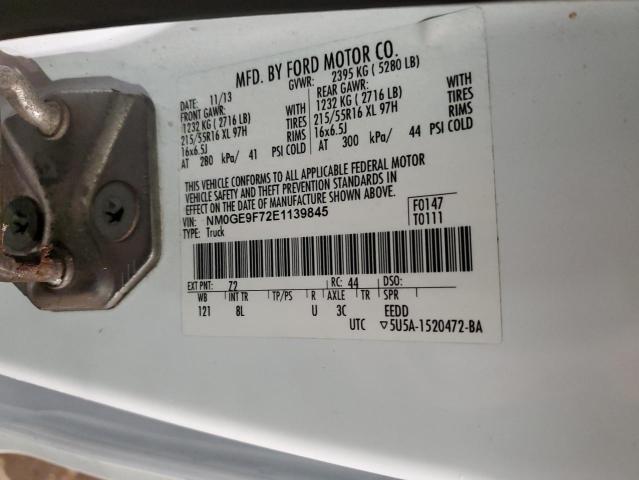 MFD. BY FORD MOTOR CO.
DATE: 11/13 GVWR: 2395 KG ( 5280 LB)
FRONT GAWR: REAR GAWR:
1232 KG ( 2716 LB) WITH 1232 KG ( 2716 LB) WITH
215/55R16 XL 97H TIRES 215/55R16 XL 97H TIRES
16x6.5J RIMS 16x6.5J RIMS
AT 280 kPa/ 41 PSI COLD AT 300 kPa/ 44 PSI COLD
THIS VEHICLE CONFORMS TO ALL APPLICABLE FEDERAL MOTOR
VEHICLE SAFETY AND THEFT PREVENTION STANDARDS IN
EFFECT ON THE DATE OF MANUFACTURE SHOWN ABOVE.
VIN: NM0GE9F72E1139845 F0147
TYPE: Truck T0111
EXT PNT: Z2 RC: 44 DSO:
WB INT TR TP/PS R AXLE TR SPR
121 8L U 3C EEDD
UTC ▽5U5A-1520472-BA